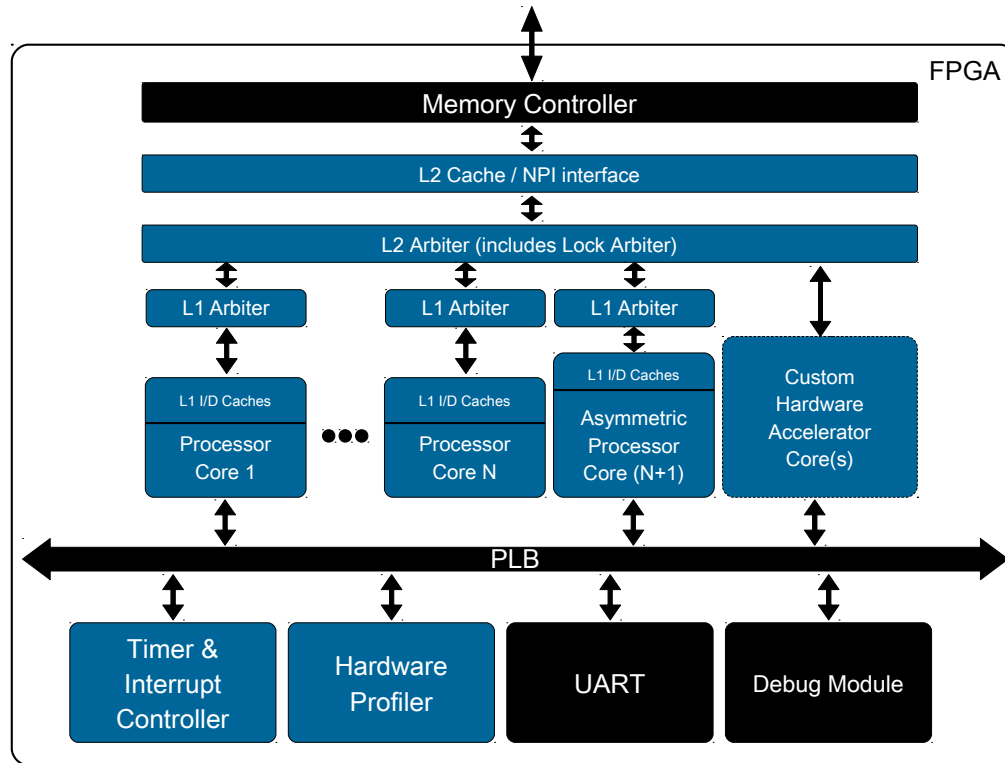 FPGA
Memory Controller
L2 Cache / NPI interface
L2 Arbiter (includes Lock Arbiter)
L1 Arbiter
L1 Arbiter
L1 Arbiter
L1 I/D Caches
Processor
Core 1
L1 I/D Caches
Processor
Core N
L1 I/D Caches
Asymmetric
Processor
Core (N+1)
Custom
Hardware
Accelerator
Core(s)
PLB
Timer &
Interrupt
Controller
Hardware
Profiler
UART
Debug Module